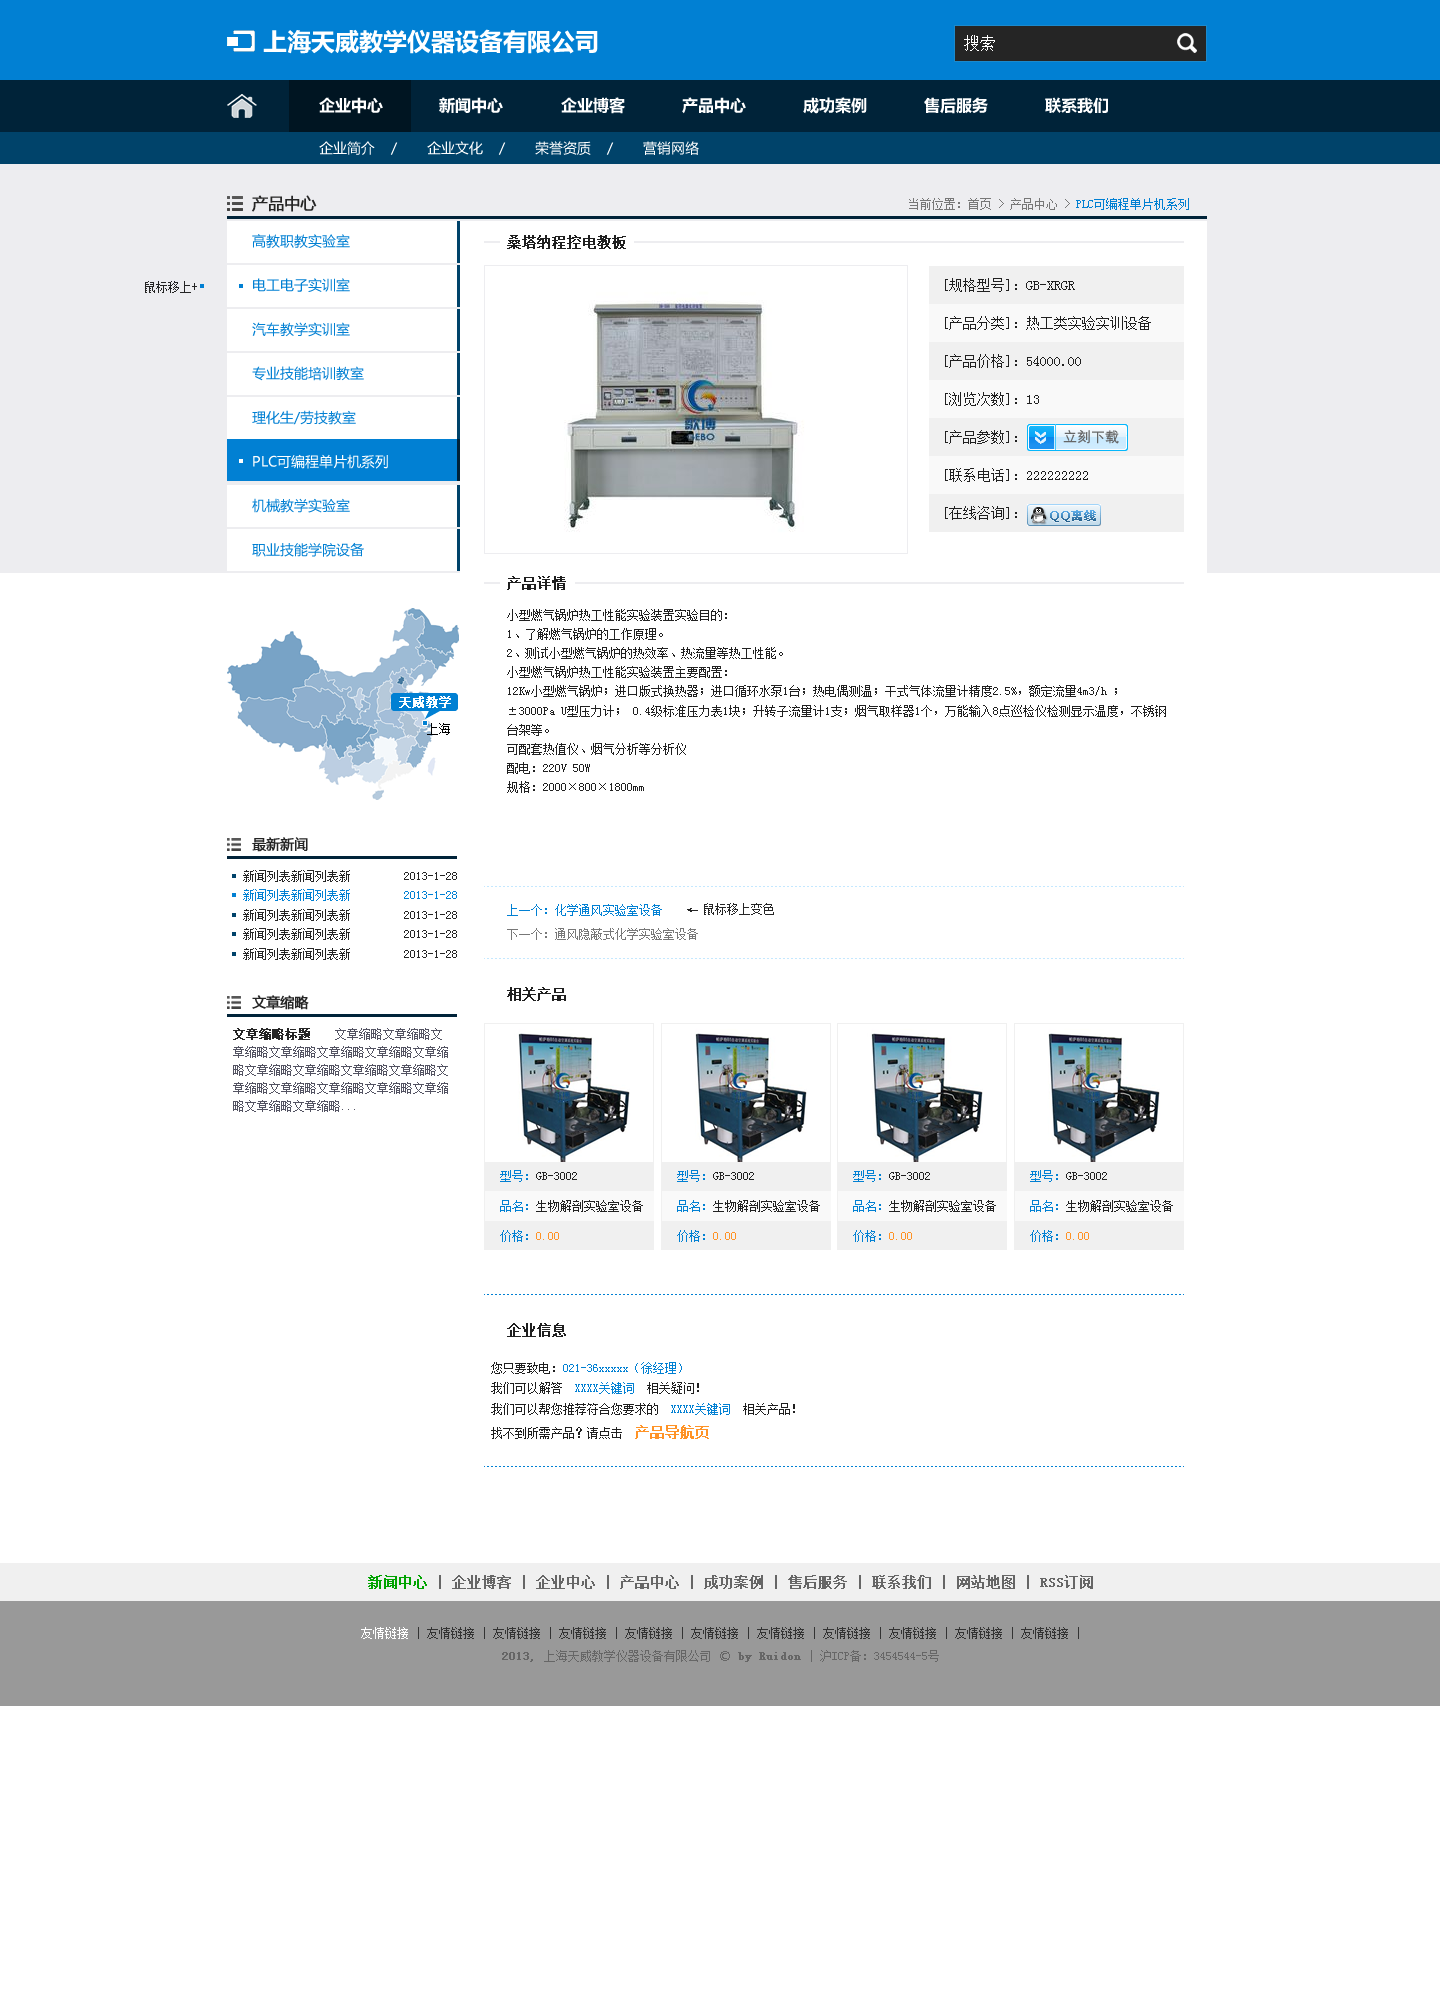 上海天威教学仪器设备有限公司
搜索
企业中心 新闻中心 企业博客 产品中心 成功案例 售后服务 联系我们
企业简介 / 企业文化 / 荣誉资质 / 营销网络
产品中心
当前位置：首页 > 产品中心 > PLC可编程单片机系列
高教职教实验室
电工电子实训室
鼠标移上+
汽车教学实训室
专业技能培训教室
理化生/劳技教室
PLC可编程单片机系列
机械教学实验室
职业技能学院设备
桑塔纳程控电教板
歌博
GEBO
[规格型号]：GB-XRGR
[产品分类]：热工类实验实训设备
[产品价格]：54000.00
[浏览次数]：13
[产品参数]：立刻下载
[联系电话]：222222222
[在线咨询]：QQ离线
产品详情
小型燃气锅炉热工性能实验装置实验目的：
1、了解燃气锅炉的工作原理。
2、测试小型燃气锅炉的热效率、热流量等热工性能。
小型燃气锅炉热工性能实验装置主要配置：
12Kw小型燃气锅炉；进口版式换热器；进口循环水泵1台；热电偶测温；干式气体流量计精度2.5%，额定流量4m3/h ；
±3000Pa U型压力计； 0.4级标准压力表1块；升转子流量计1支；烟气取样器1个，万能输入8点巡检仪检测显示温度，不锈钢
台架等。
可配套热值仪、烟气分析等分析仪
配电：220V 50W
规格：2000×800×1800mm
天威教学
上海
最新新闻
新闻列表新闻列表新 2013-1-28
新闻列表新闻列表新 2013-1-28
新闻列表新闻列表新 2013-1-28
新闻列表新闻列表新 2013-1-28
新闻列表新闻列表新 2013-1-28
文章缩略
文章缩略标题 文章缩略文章缩略文
章缩略文章缩略文章缩略文章缩略文章缩
略文章缩略文章缩略文章缩略文章缩略文
章缩略文章缩略文章缩略文章缩略文章缩
略文章缩略文章缩略...
上一个：化学通风实验室设备 ← 鼠标移上变色
下一个：通风隐蔽式化学实验室设备
相关产品
型号：GB-3002 型号：GB-3002 型号：GB-3002 型号：GB-3002
品名：生物解剖实验室设备 品名：生物解剖实验室设备 品名：生物解剖实验室设备 品名：生物解剖实验室设备
价格：0.00 价格：0.00 价格：0.00 价格：0.00
企业信息
您只要致电：021-36xxxxx（徐经理）
我们可以解答 XXXX关键词 相关疑问！
我们可以帮您推荐符合您要求的 XXXX关键词 相关产品！
找不到所需产品？请点击 产品导航页
新闻中心 | 企业博客 | 企业中心 | 产品中心 | 成功案例 | 售后服务 | 联系我们 | 网站地图 | RSS订阅
友情链接 | 友情链接 | 友情链接 | 友情链接 | 友情链接 | 友情链接 | 友情链接 | 友情链接 | 友情链接 | 友情链接 | 友情链接 |
2013, 上海天威教学仪器设备有限公司 © by Ruidon | 沪ICP备：3454544-5号